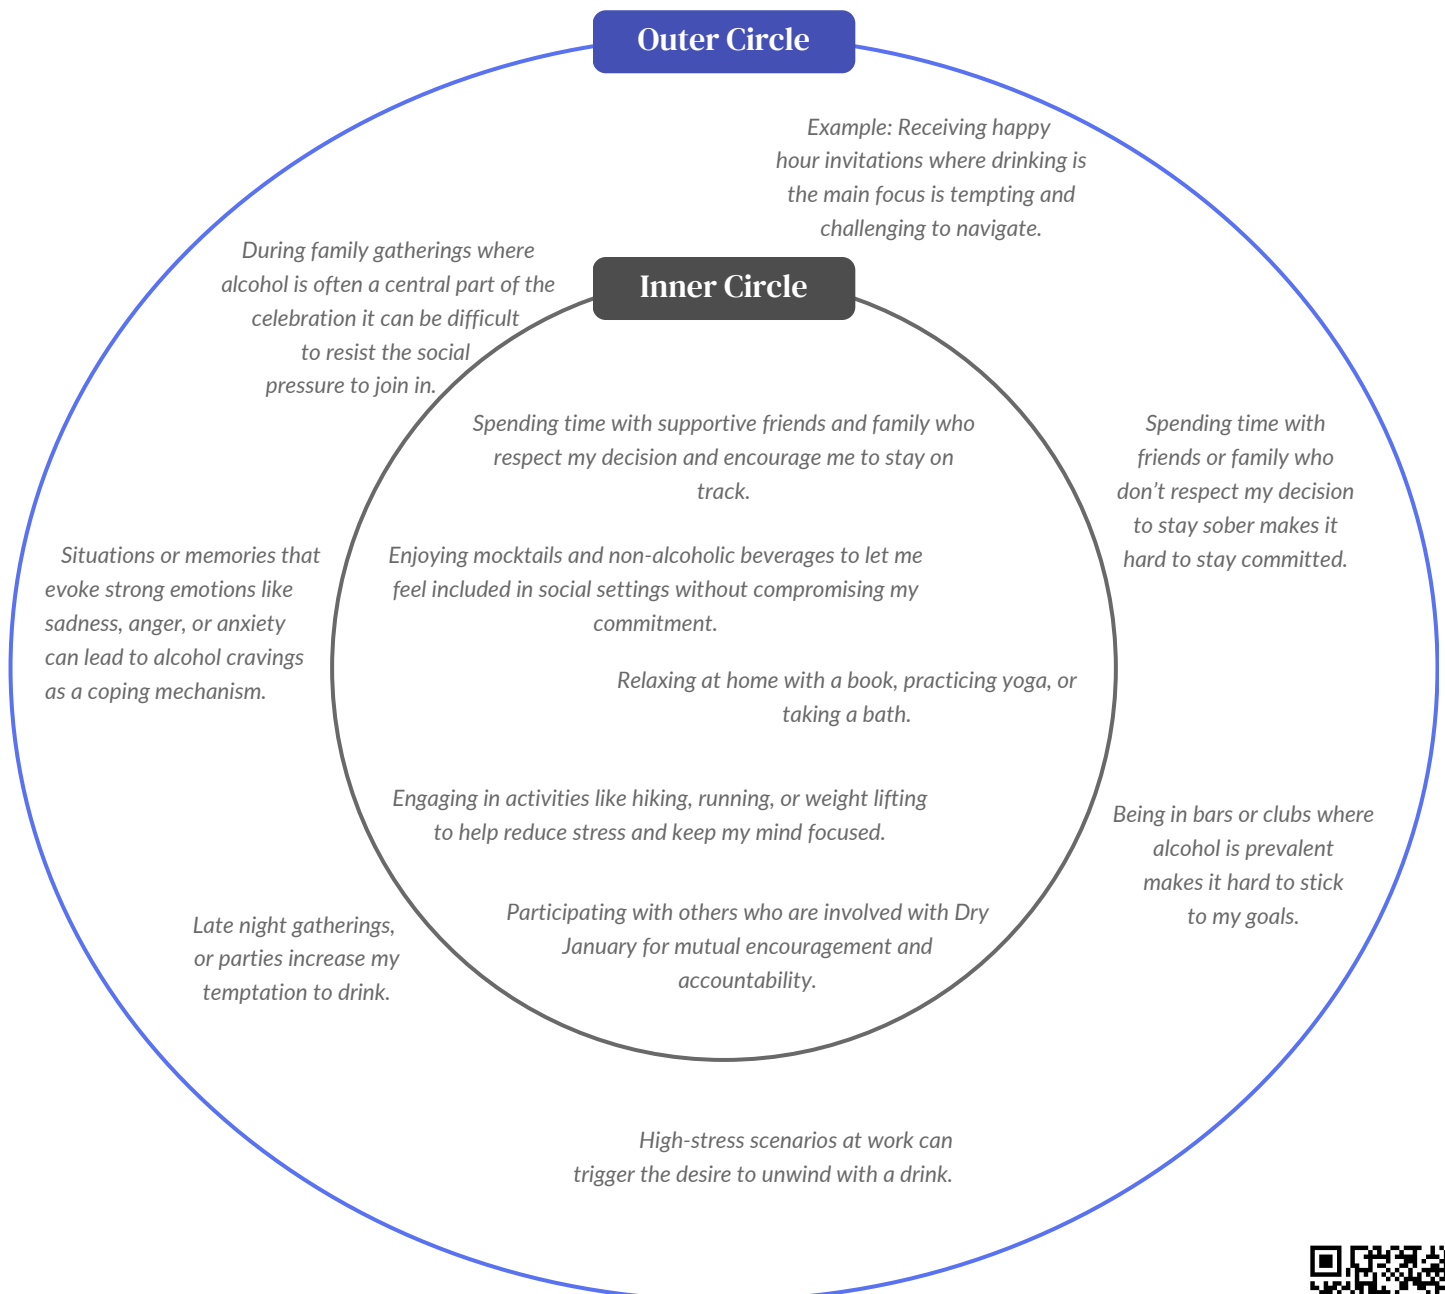 Outer Circle
Example: Receiving happy
hour invitations where drinking is
the main focus is tempting and
challenging to navigate.
During family gatherings where
alcohol is often a central part of the
celebration it can be difficult
to resist the social
pressure to join in.
Inner Circle
Spending time with supportive friends and family who
respect my decision and encourage me to stay on
track.
Spending time with
friends or family who
don’t respect my decision
to stay sober makes it
hard to stay committed.
Situations or memories that
evoke strong emotions like
sadness, anger, or anxiety
can lead to alcohol cravings
as a coping mechanism.
Enjoying mocktails and non-alcoholic beverages to let me
feel included in social settings without compromising my
commitment.
Relaxing at home with a book, practicing yoga, or
taking a bath.
Engaging in activities like hiking, running, or weight lifting
to help reduce stress and keep my mind focused.
Being in bars or clubs where
alcohol is prevalent
makes it hard to stick
to my goals.
Late night gatherings,
or parties increase my
temptation to drink.
Participating with others who are involved with Dry
January for mutual encouragement and
accountability.
High-stress scenarios at work can
trigger the desire to unwind with a drink.